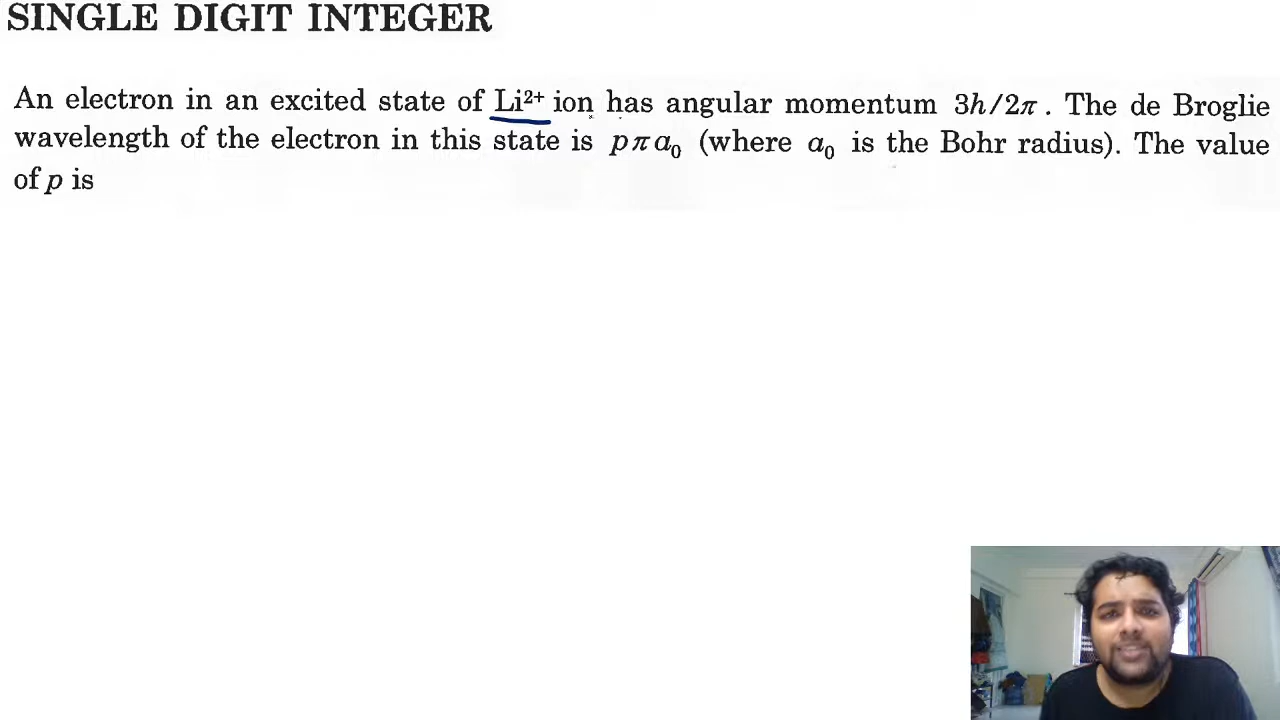 SINGLE DIGIT INTEGER
An electron in an excited state of Li²⁺ ion has angular momentum 3h/2π. The de Broglie
wavelength of the electron in this state is pπa₀ (where a₀ is the Bohr radius). The value
of p is